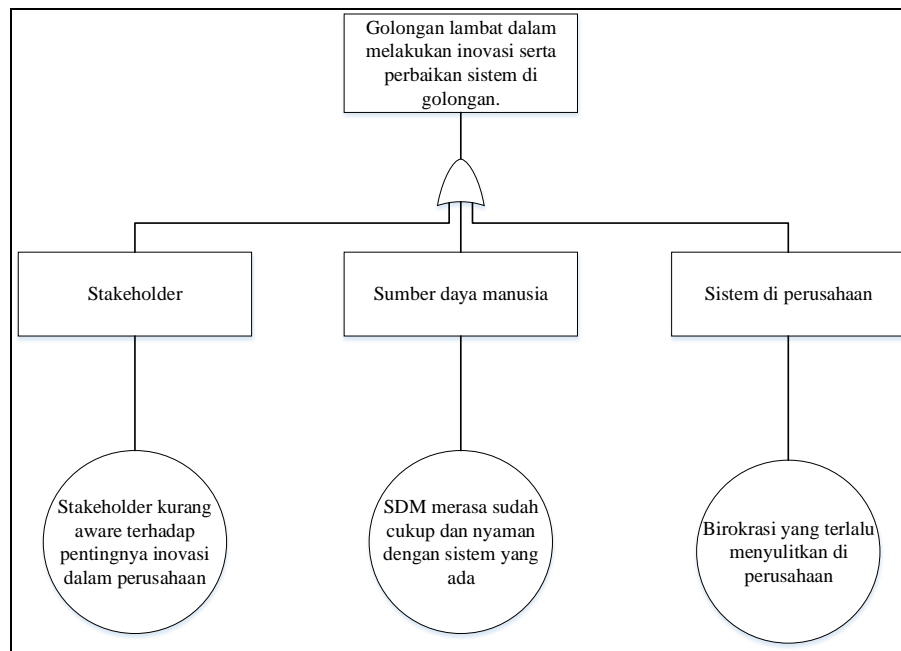 Golongan lambat dalam
melakukan inovasi serta
perbaikan sistem di
golongan.
Stakeholder
Sumber daya manusia
Sistem di perusahaan
Stakeholder kurang
aware terhadap
pentingnya inovasi
dalam perusahaan
SDM merasa sudah
cukup dan nyaman
dengan sistem yang
ada
Birokrasi yang terlalu
menyulitkan di
perusahaan